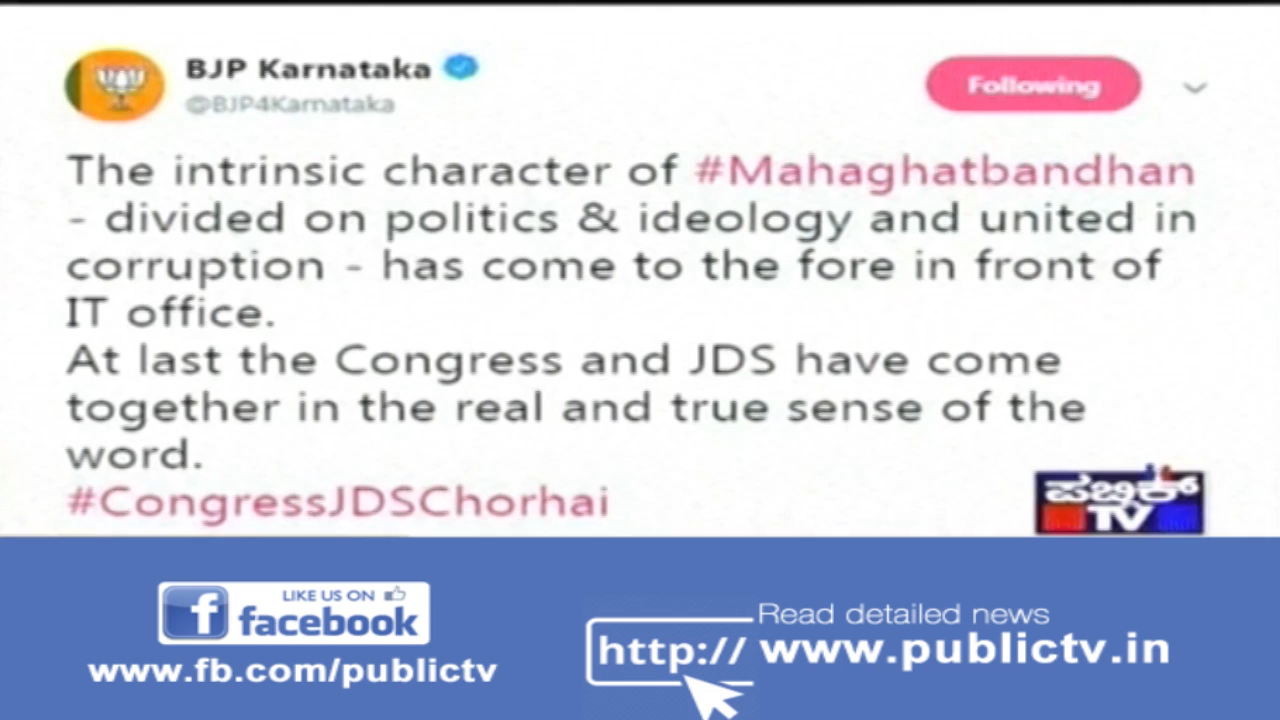 BJP Karnataka
@BJP4Karnataka
Following
The intrinsic character of #Mahaghatbandhan
- divided on politics & ideology and united in
corruption - has come to the fore in front of
IT office.
At last the Congress and JDS have come
together in the real and true sense of the
word.
#CongressJDSChorhai
ಪಬ್ಲಿಕ್
TV
LIKE US ON
f facebook
www.fb.com/publictv
Read detailed news
http:// www.publictv.in